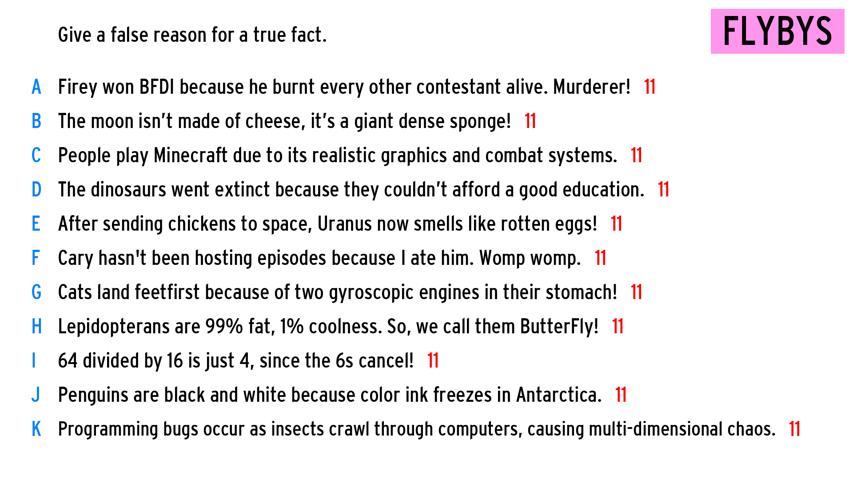 Give a false reason for a true fact.
FLYBYS
A Firey won BFDI because he burnt every other contestant alive. Murderer! 11
B The moon isn’t made of cheese, it’s a giant dense sponge! 11
C People play Minecraft due to its realistic graphics and combat systems. 11
D The dinosaurs went extinct because they couldn’t afford a good education. 11
E After sending chickens to space, Uranus now smells like rotten eggs! 11
F Cary hasn't been hosting episodes because I ate him. Womp womp. 11
G Cats land feetfirst because of two gyroscopic engines in their stomach! 11
H Lepidopterans are 99% fat, 1% coolness. So, we call them ButterFly! 11
I 64 divided by 16 is just 4, since the 6s cancel! 11
J Penguins are black and white because color ink freezes in Antarctica. 11
K Programming bugs occur as insects crawl through computers, causing multi-dimensional chaos. 11